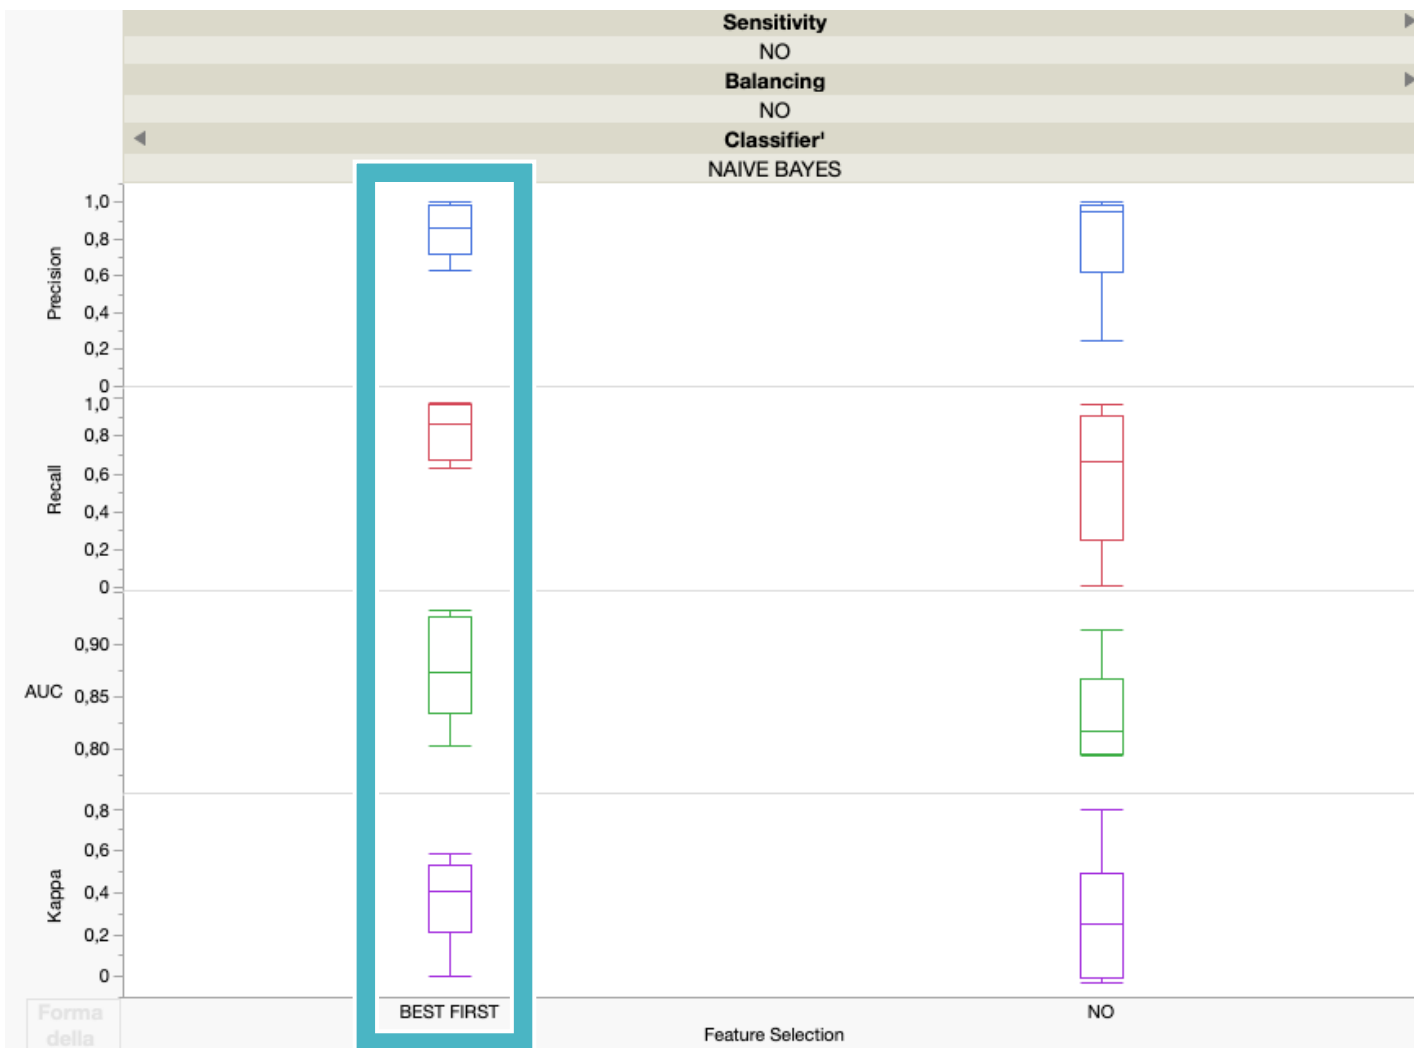 Sensitivity
NO
Balancing
NO
Classifier'
NAIVE BAYES
Precision
1,0
0,8
0,6
0,4
0,2
0
Recall
1,0
0,8
0,6
0,4
0,2
0
AUC
0,90
0,85
0,80
Kappa
0,8
0,6
0,4
0,2
0
BEST FIRST
NO
Feature Selection
Forma
della